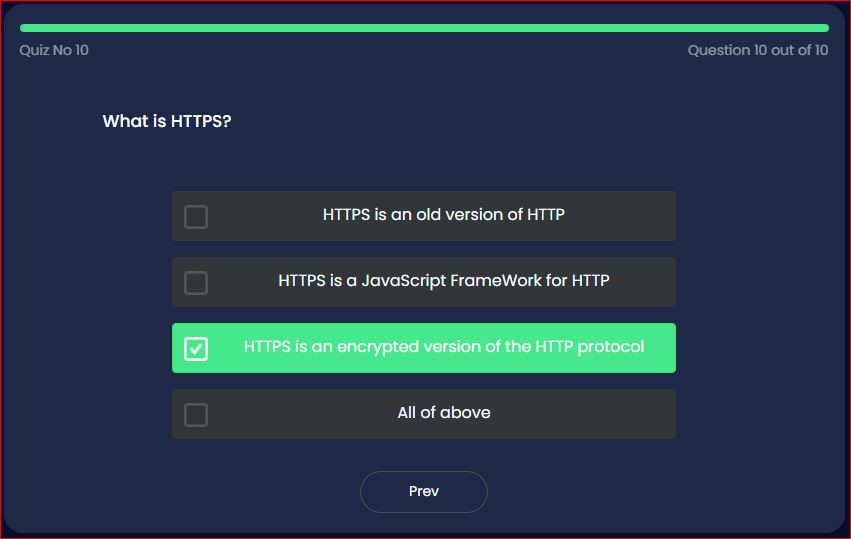 Quiz No 10
Question 10 out of 10
What is HTTPS?
HTTPS is an old version of HTTP
HTTPS is a JavaScript FrameWork for HTTP
HTTPS is an encrypted version of the HTTP protocol
All of above
Prev